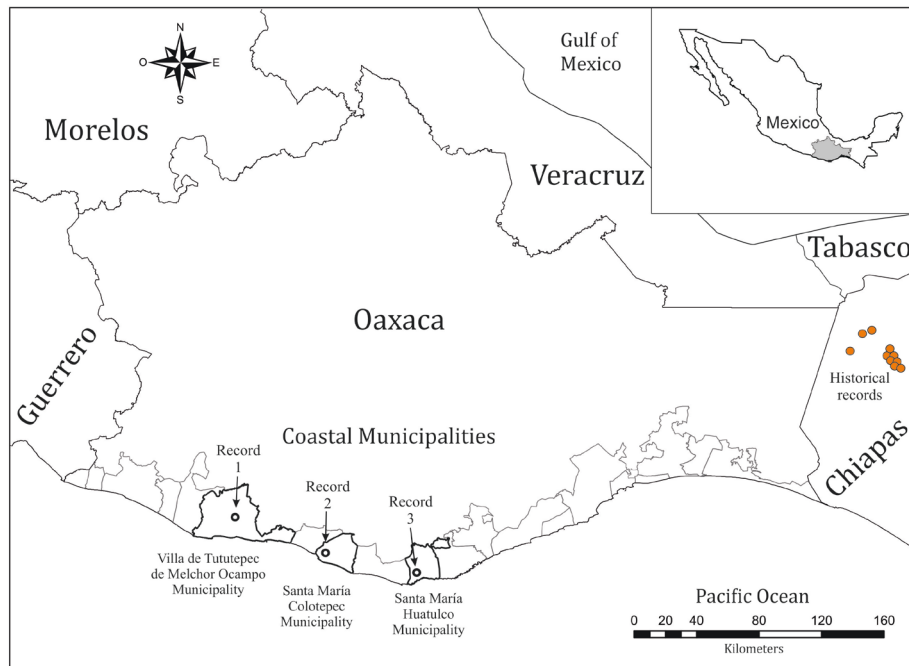 N
O
E
S
Gulf of
Mexico
Mexico
Morelos
Veracruz
Tabasco
Oaxaca
Guerrero
Historical
records
Chiapas
Coastal Municipalities
Record
1
Record
2
Record
3
Villa de Tututepec
de Melchor Ocampo
Municipality
Santa María
Colotepec
Municipality
Santa María
Huatulco
Municipality
Pacific Ocean
0 20 40 80 120 160
Kilometers